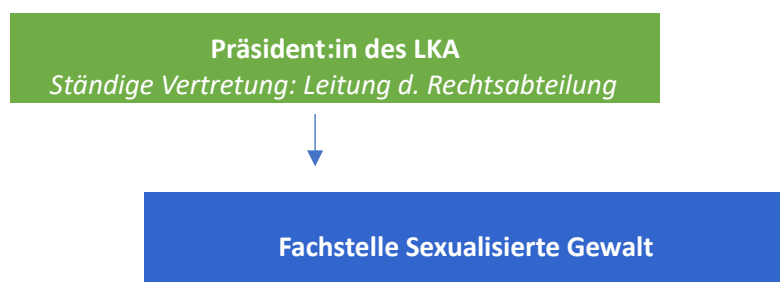 Präsident:in des LKA
Ständige Vertretung: Leitung d. Rechtsabteilung
Fachstelle Sexualisierte Gewalt